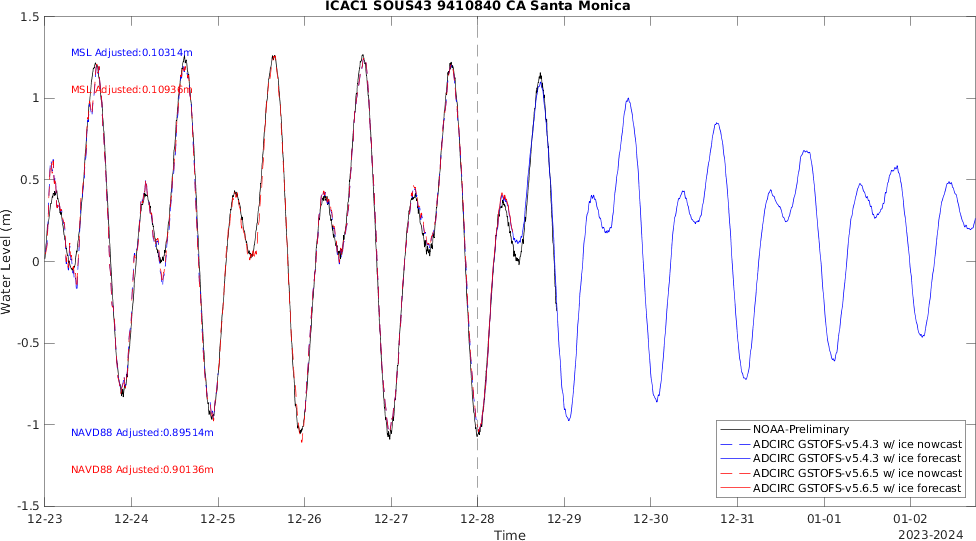 ICAC1 SOUS43 9410840 CA Santa Monica
1.5
MSL Adjusted:0.10314m
MSL Adjusted:0.10936m
1
0.5
0
-0.5
-1
-1.5
Water Level (m)
NAVD88 Adjusted:0.89514m
NAVD88 Adjusted:0.90136m
NOAA-Preliminary
ADCIRC GSTOFS-v5.4.3 w/ ice nowcast
ADCIRC GSTOFS-v5.4.3 w/ ice forecast
ADCIRC GSTOFS-v5.6.5 w/ ice nowcast
ADCIRC GSTOFS-v5.6.5 w/ ice forecast
12-23 12-24 12-25 12-26 12-27 12-28 12-29 12-30 12-31 01-01 01-02
Time
2023-2024